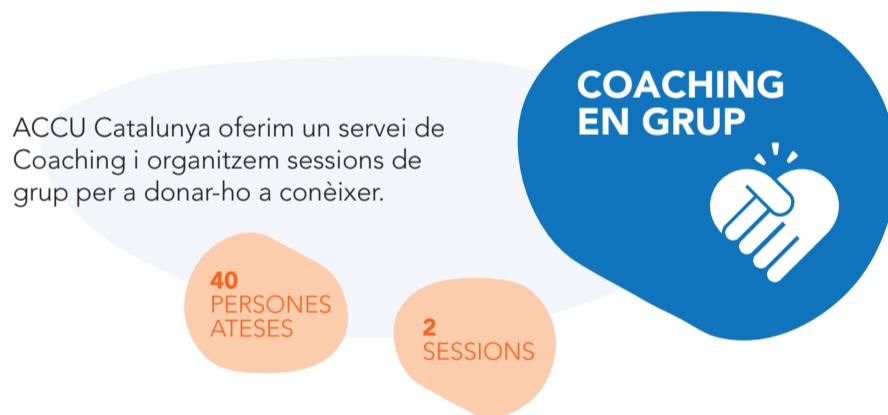 COACHING
EN GRUP
ACCU Catalunya oferim un servei de
Coaching i organitzem sessions de
grup per a donar-ho a conèixer.
40
PERSONES
ATESES
2
SESSIONS